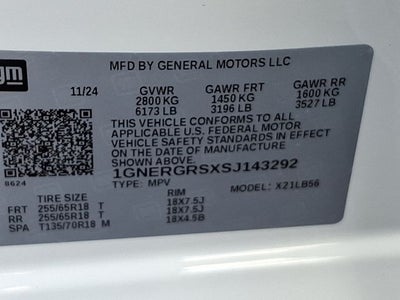 gm
MFD BY GENERAL MOTORS LLC
11/24 GVWR GAWR FRT GAWR RR
2800 KG 1450 KG 1600 KG
6173 LB 3196 LB 3527 LB
THIS VEHICLE CONFORMS TO ALL
APPLICABLE U.S. FEDERAL MOTOR
VEHICLE SAFETY STANDARDS IN EFFECT
ON THE DATE OF MANUFACTURE SHOWN ABOVE.
1GNERGRSXSJ143292
8624 TYPE: MPV MODEL: X21LB56
TIRE SIZE RIM
FRT 255/65R18 T 18X7.5J
RR 255/65R18 T 18X7.5J
SPA T135/70R18 M 18X4.5B